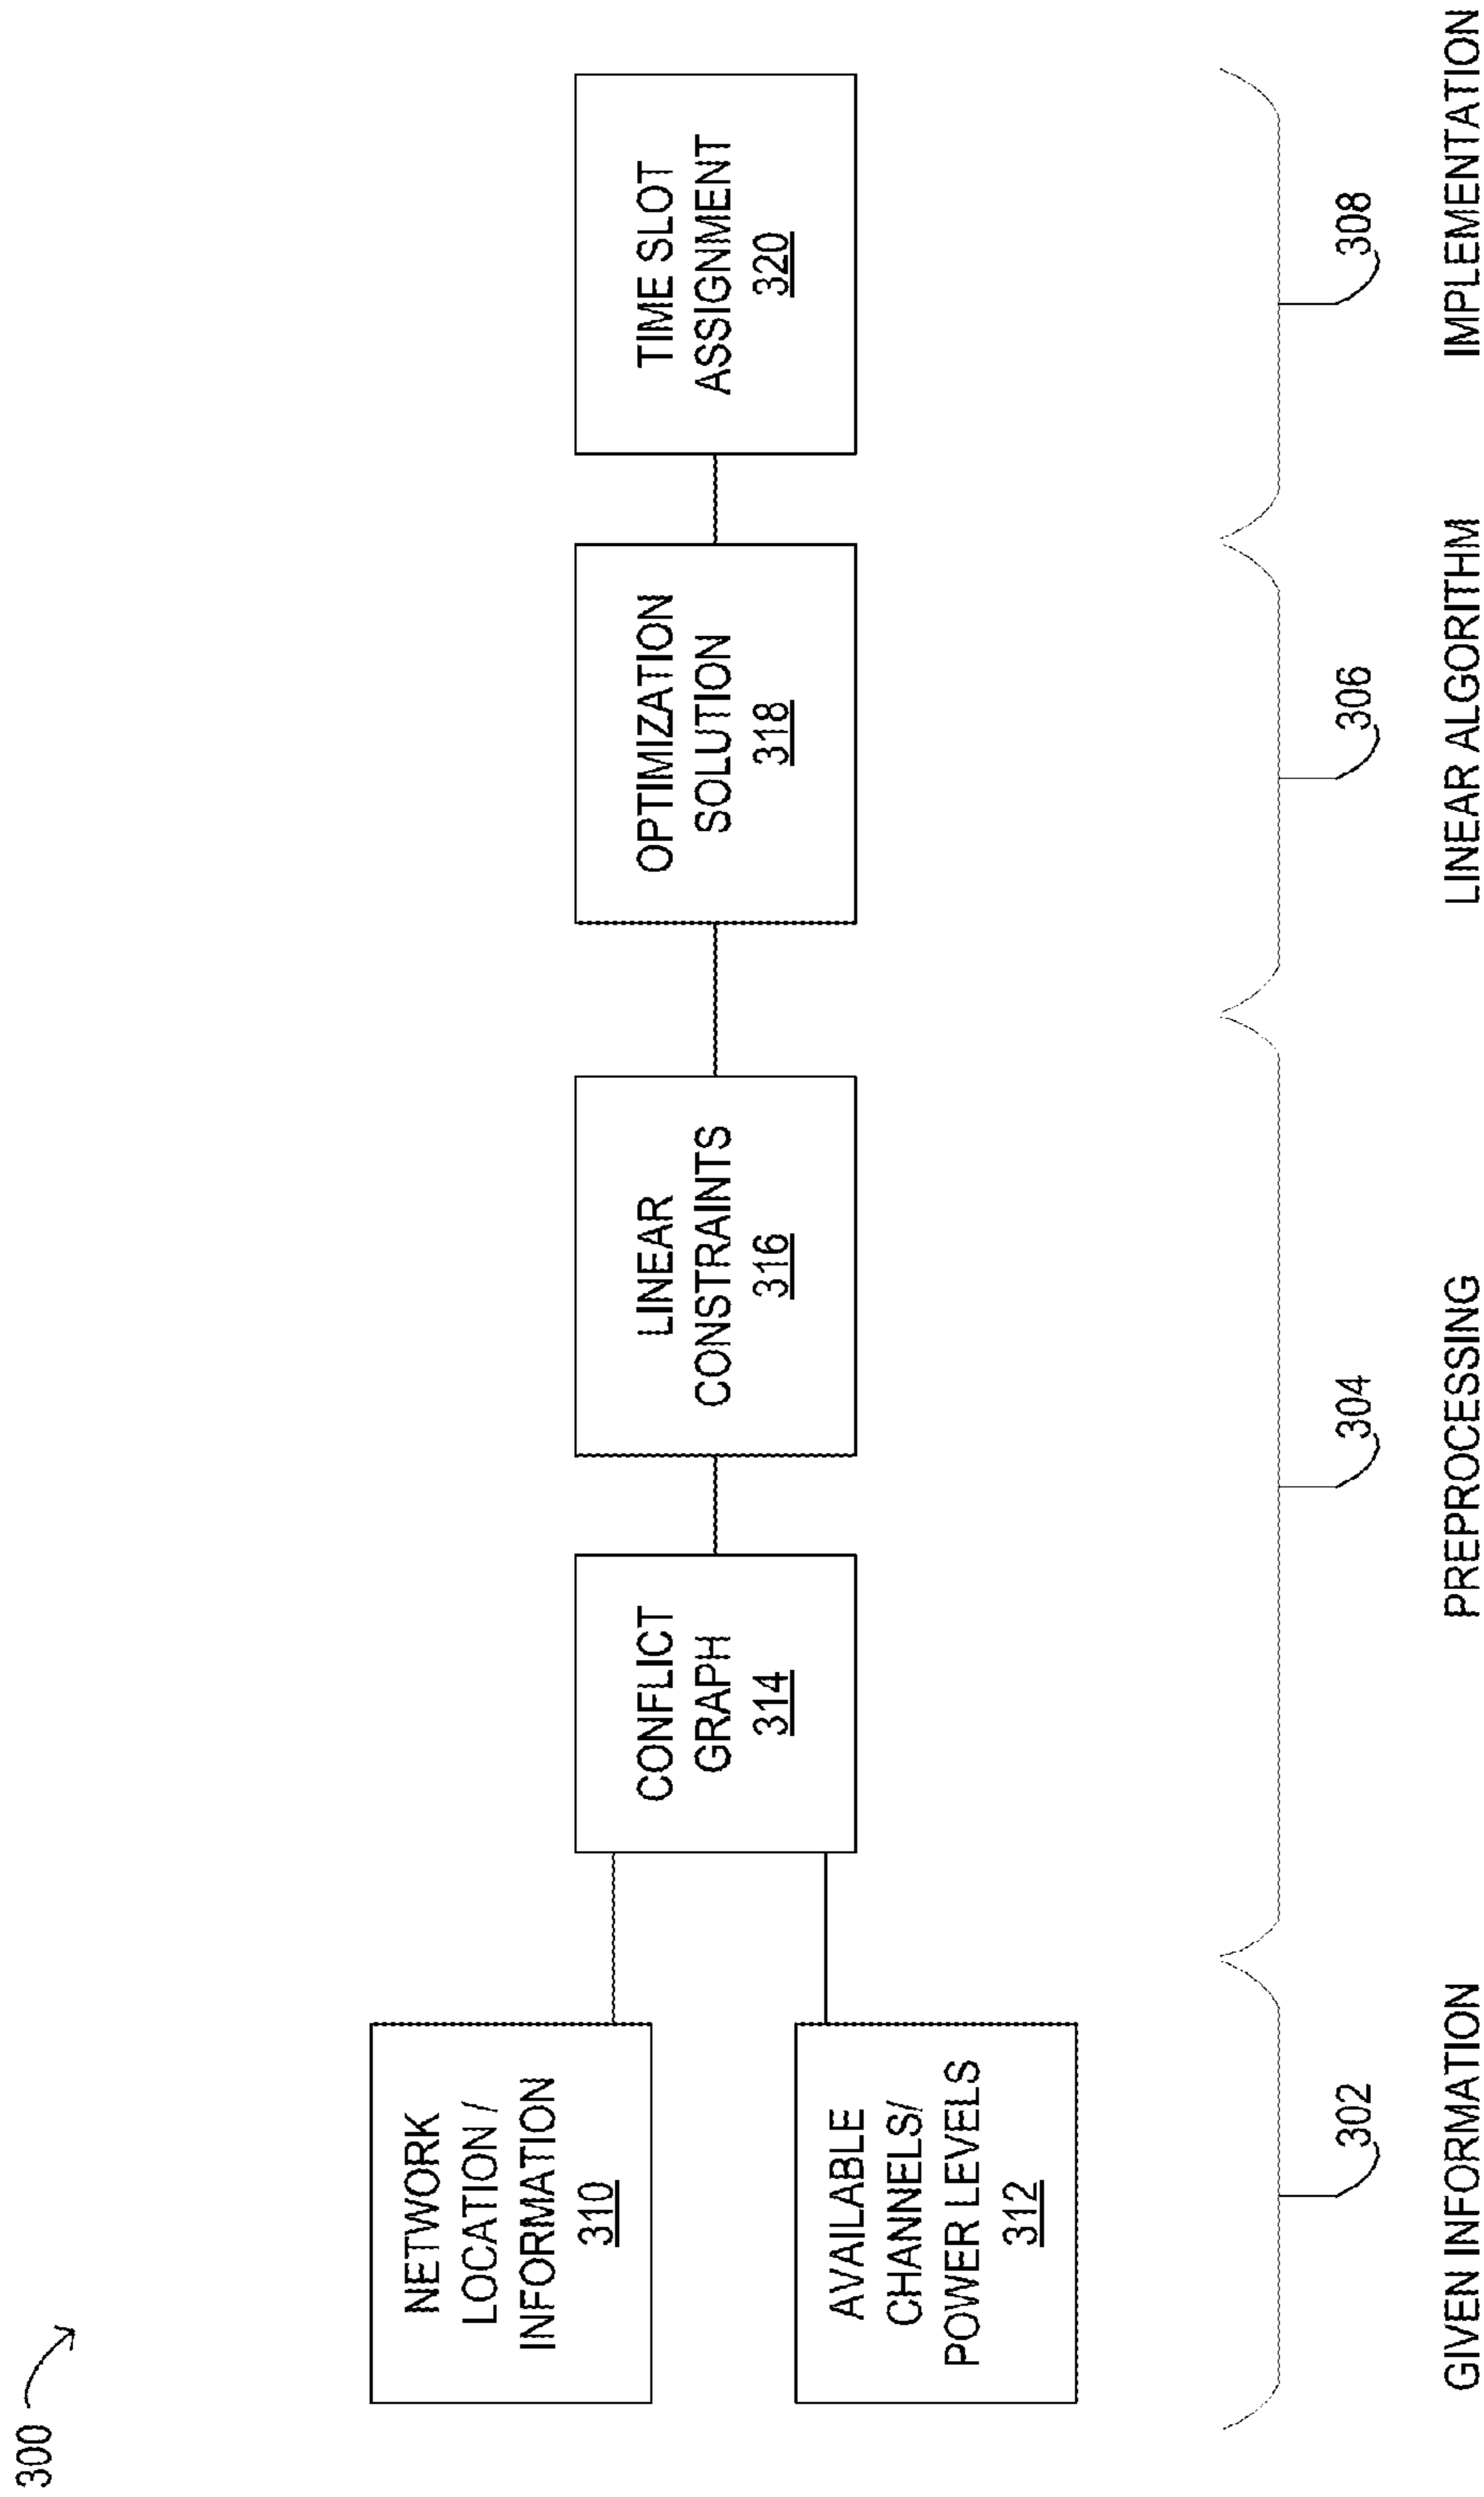 300
NETWORK
LOCATION /
INFORMATION
310
AVAILABLE
CHANNELS/
POWER LEVELS
312
CONFLICT
GRAPH
314
LINEAR
CONSTRAINTS
316
OPTIMIZATION
SOLUTION
318
TIME SLOT
ASSIGNMENT
320
302
304
306
308
GIVEN INFORMATION
PREPROCESSING
LINEAR ALGORITHM
IMPLEMENTATION